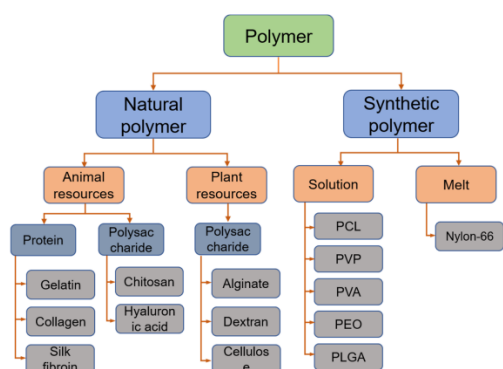 Polymer
Natural
polymer
Synthetic
polymer
Animal
resources
Plant
resources
Solution
Melt
Protein
Polysac
charide
Polysac
charide
PCL
Nylon-66
Gelatin
Chitosan
Alginate
PVP
Collagen
Hyaluron
ic acid
Dextran
PVA
Silk
fibroin
Cellulos
e
PEO
PLGA